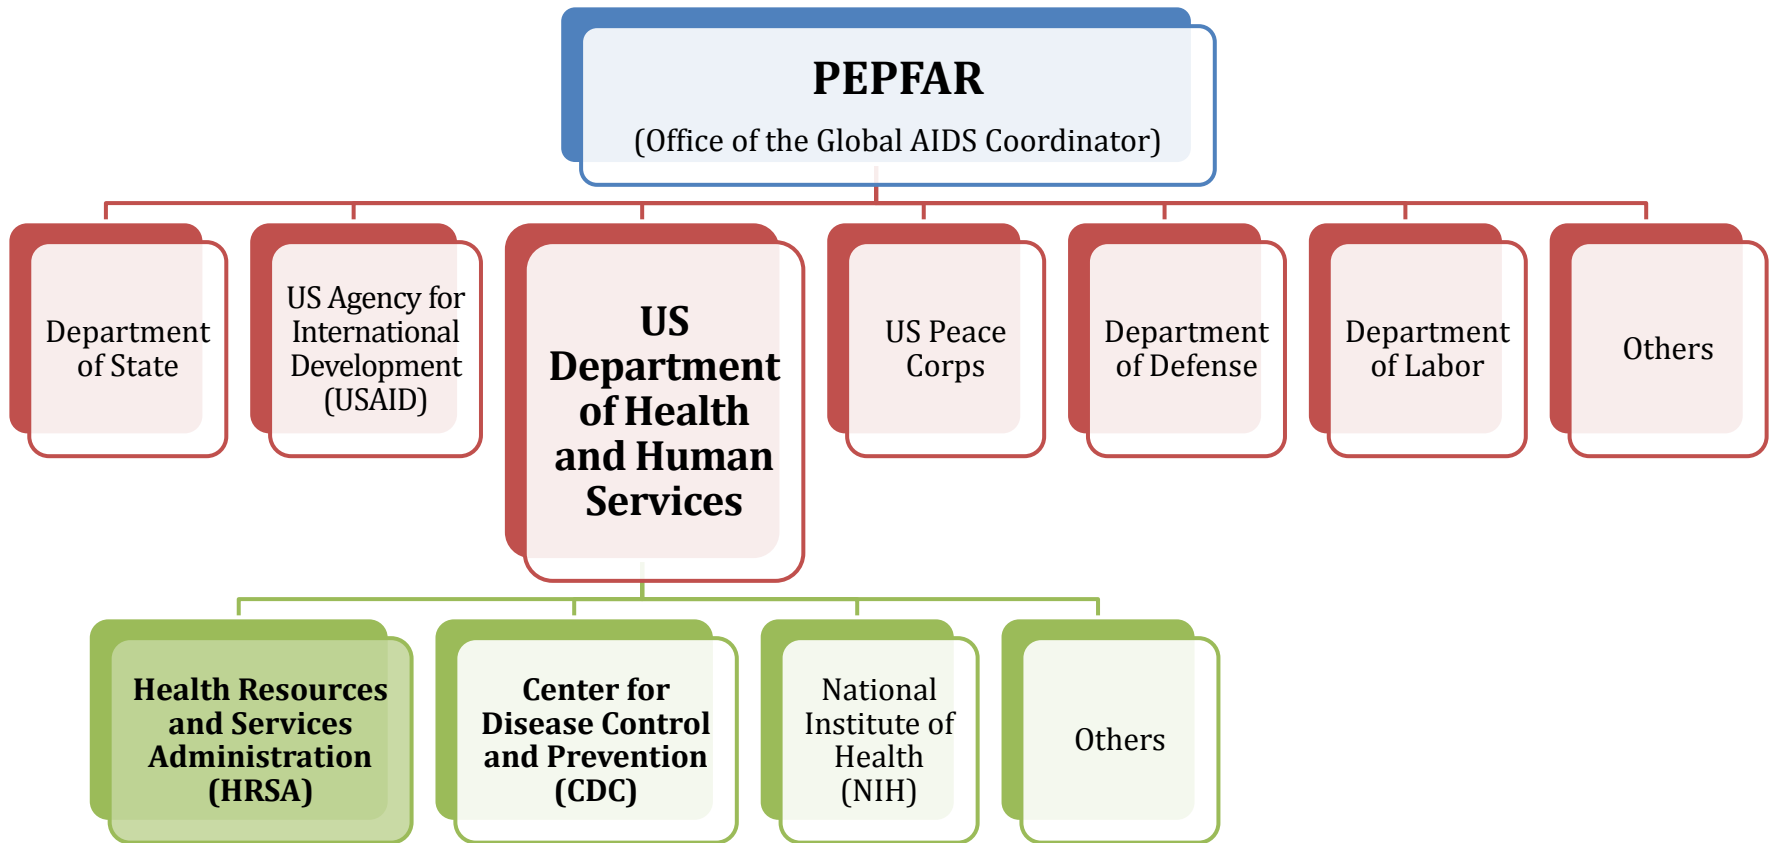 PEPFAR
(Office of the Global AIDS Coordinator)
Department
of State
US Agency for
International
Development
(USAID)
US
Department
of Health
and Human
Services
US Peace
Corps
Department
of Defense
Department
of Labor
Others
Health Resources
and Services
Administration
(HRSA)
Center for
Disease Control
and Prevention
(CDC)
National
Institute of
Health
(NIH)
Others